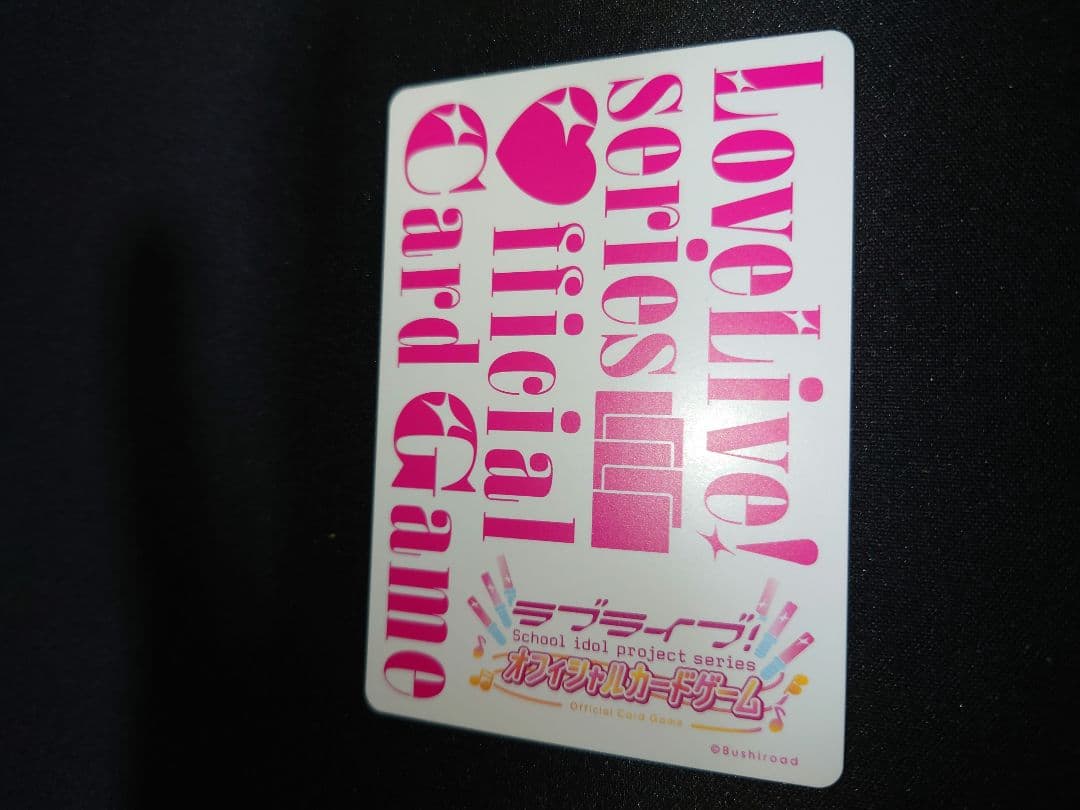 LoveLive!
series
Official
Card Game
ラブライブ!
School idol project series
オフィシャルカードゲーム
Official Card Game
©Bushiroad